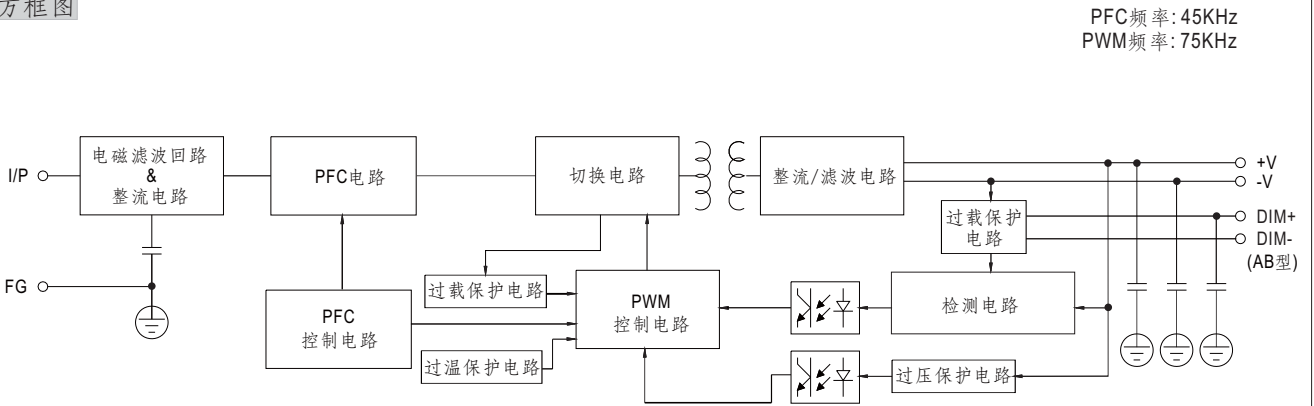 方框图
PFC频率: 45KHz
PWM频率: 75KHz
I/P
电磁滤波回路
&
整流电路
PFC电路
切换电路
整流/滤波电路
+V
-V
过载保护
电路
DIM+
DIM-
(AB型)
FG
过载保护电路
PFC
控制电路
PWM
控制电路
检测电路
过温保护电路
过压保护电路